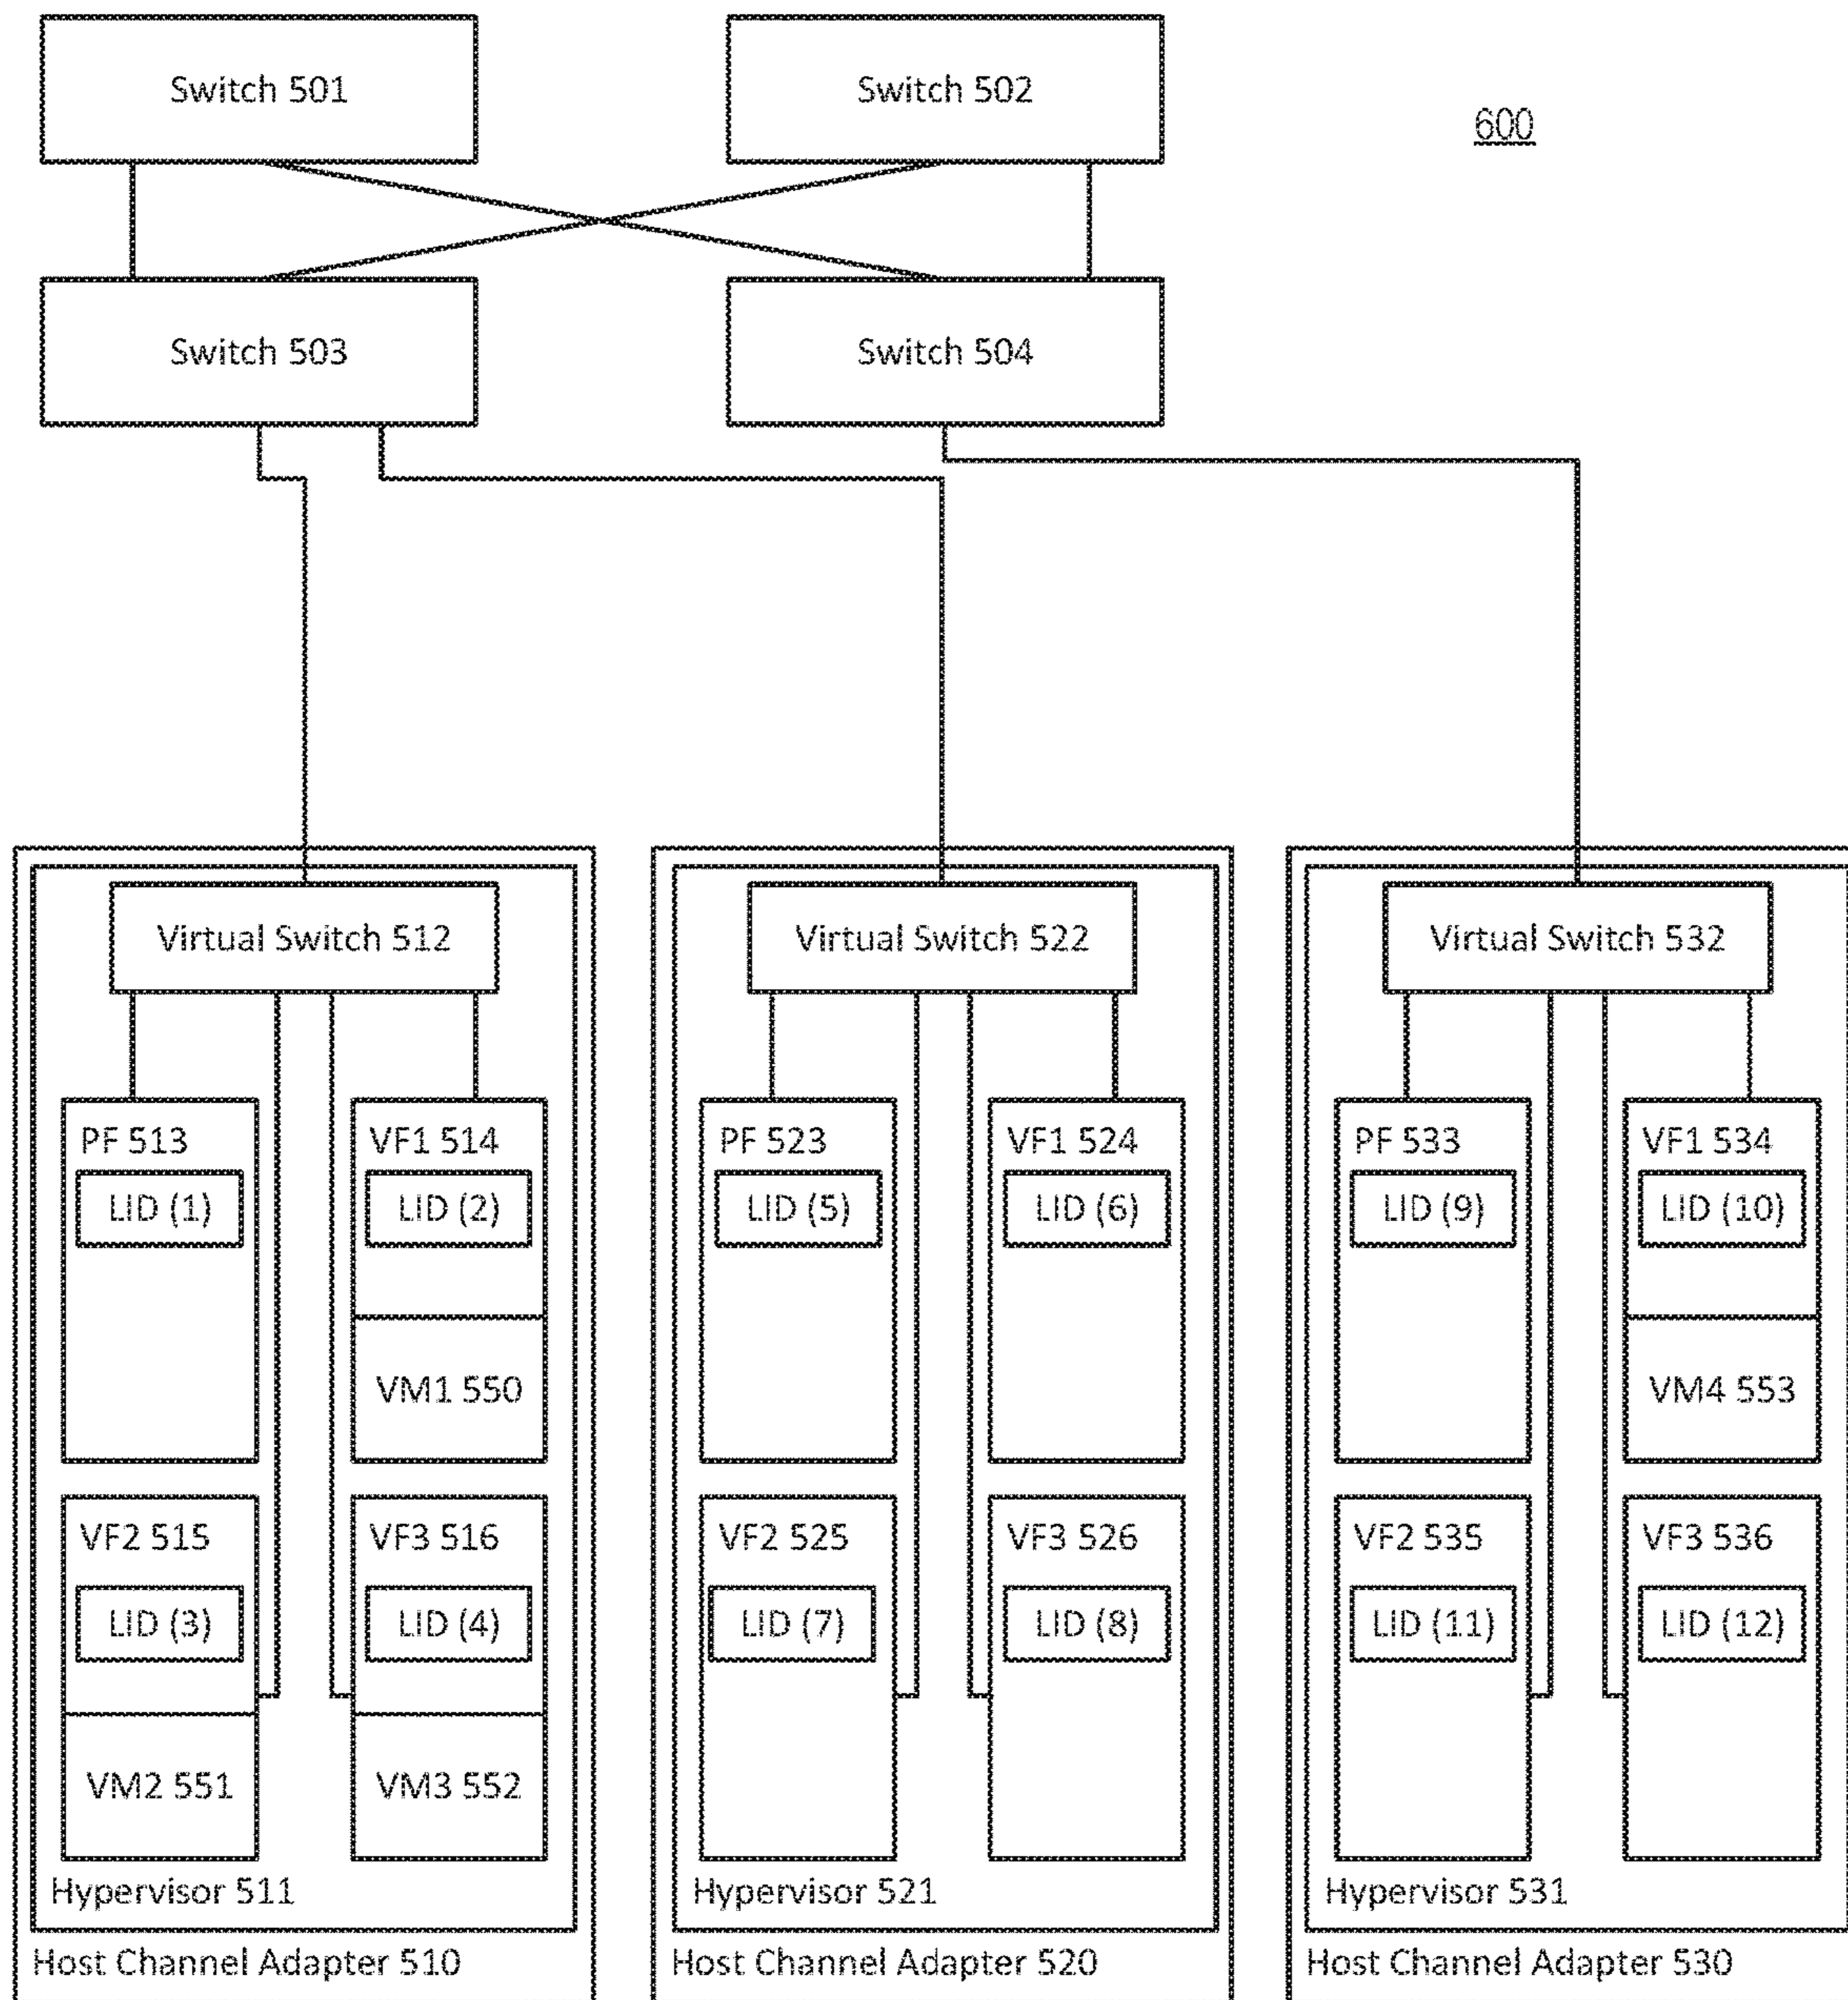 Switch 501
Switch 502
600
Switch 503
Switch 504
Virtual Switch 512
PF 513
LID (1)
VF1 514
LID (2)
VM1 550
VF2 515
LID (3)
VM2 551
VF3 516
LID (4)
VM3 552
Hypervisor 511
Host Channel Adapter 510
Virtual Switch 522
PF 523
LID (5)
VF1 524
LID (6)
VF2 525
LID (7)
VF3 526
LID (8)
Hypervisor 521
Host Channel Adapter 520
Virtual Switch 532
PF 533
LID (9)
VF1 534
LID (10)
VM4 553
VF2 535
LID (11)
VF3 536
LID (12)
Hypervisor 531
Host Channel Adapter 530